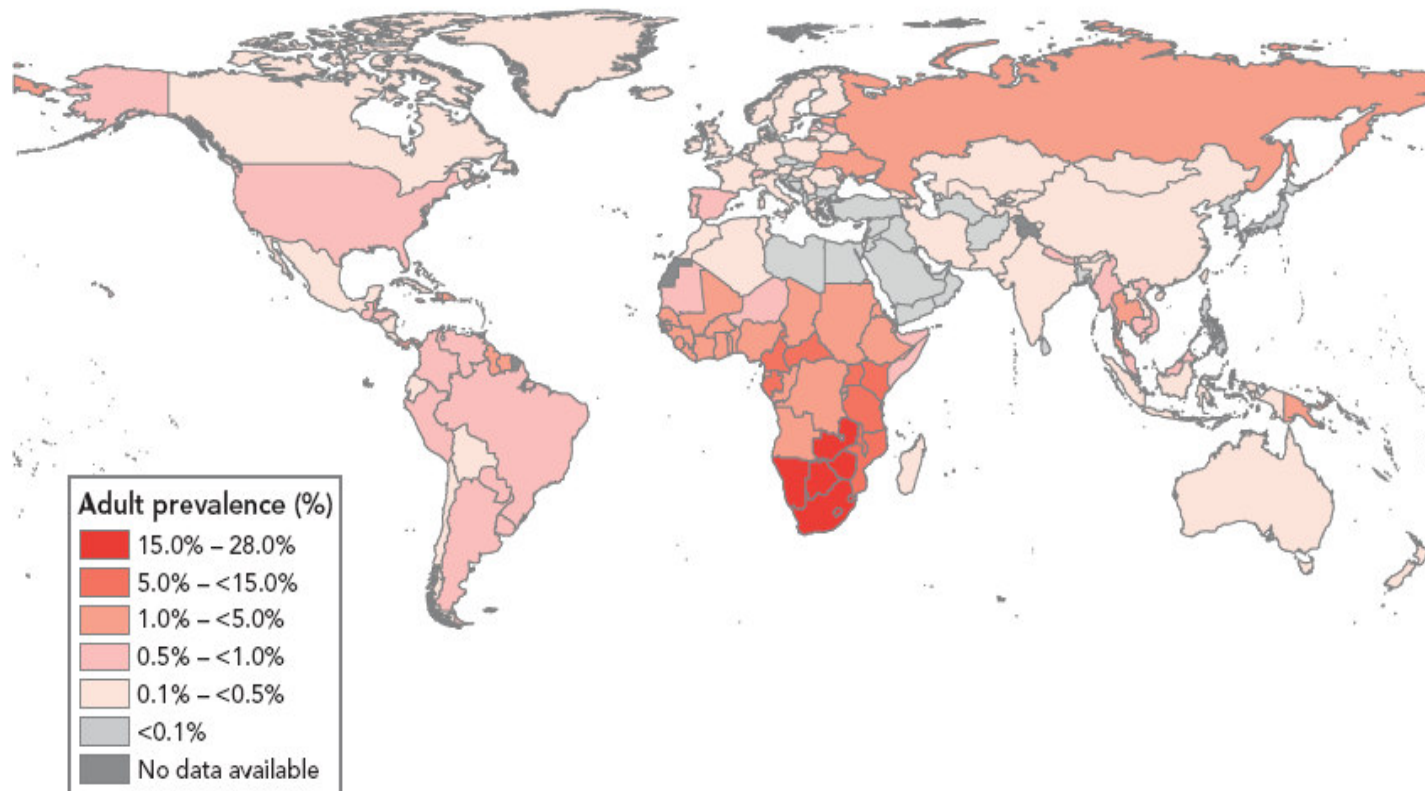 Adult prevalence (%)
15.0% – 28.0%
5.0% – <15.0%
1.0% – <5.0%
0.5% – <1.0%
0.1% – <0.5%
<0.1%
No data available